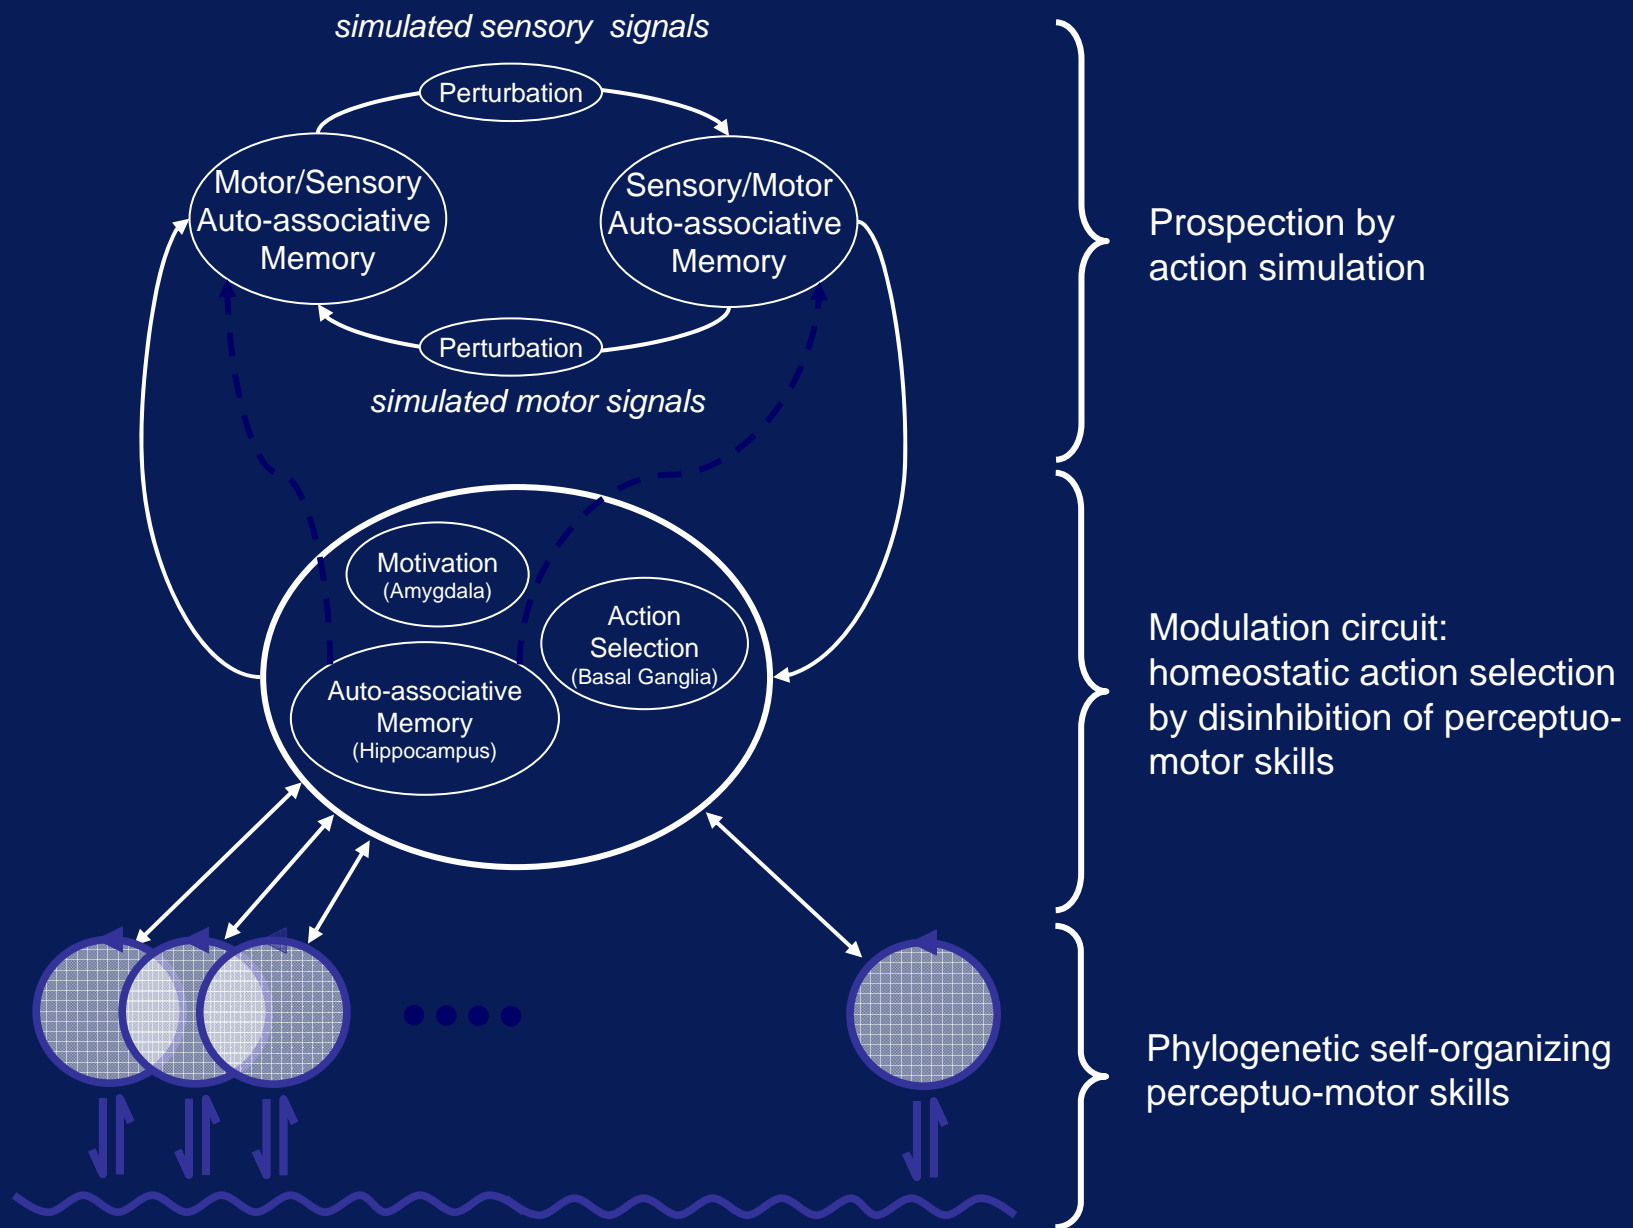 simulated sensory signals
Perturbation
Motor/Sensory
Auto-associative
Memory
Sensory/Motor
Auto-associative
Memory
Perturbation
simulated motor signals
Prospection by
action simulation
Motivation
(Amygdala)
Action
Selection
(Basal Ganglia)
Auto-associative
Memory
(Hippocampus)
Modulation circuit:
homeostatic action selection
by disinhibition of perceptuo-
motor skills
Phylogenetic self-organizing
perceptuo-motor skills